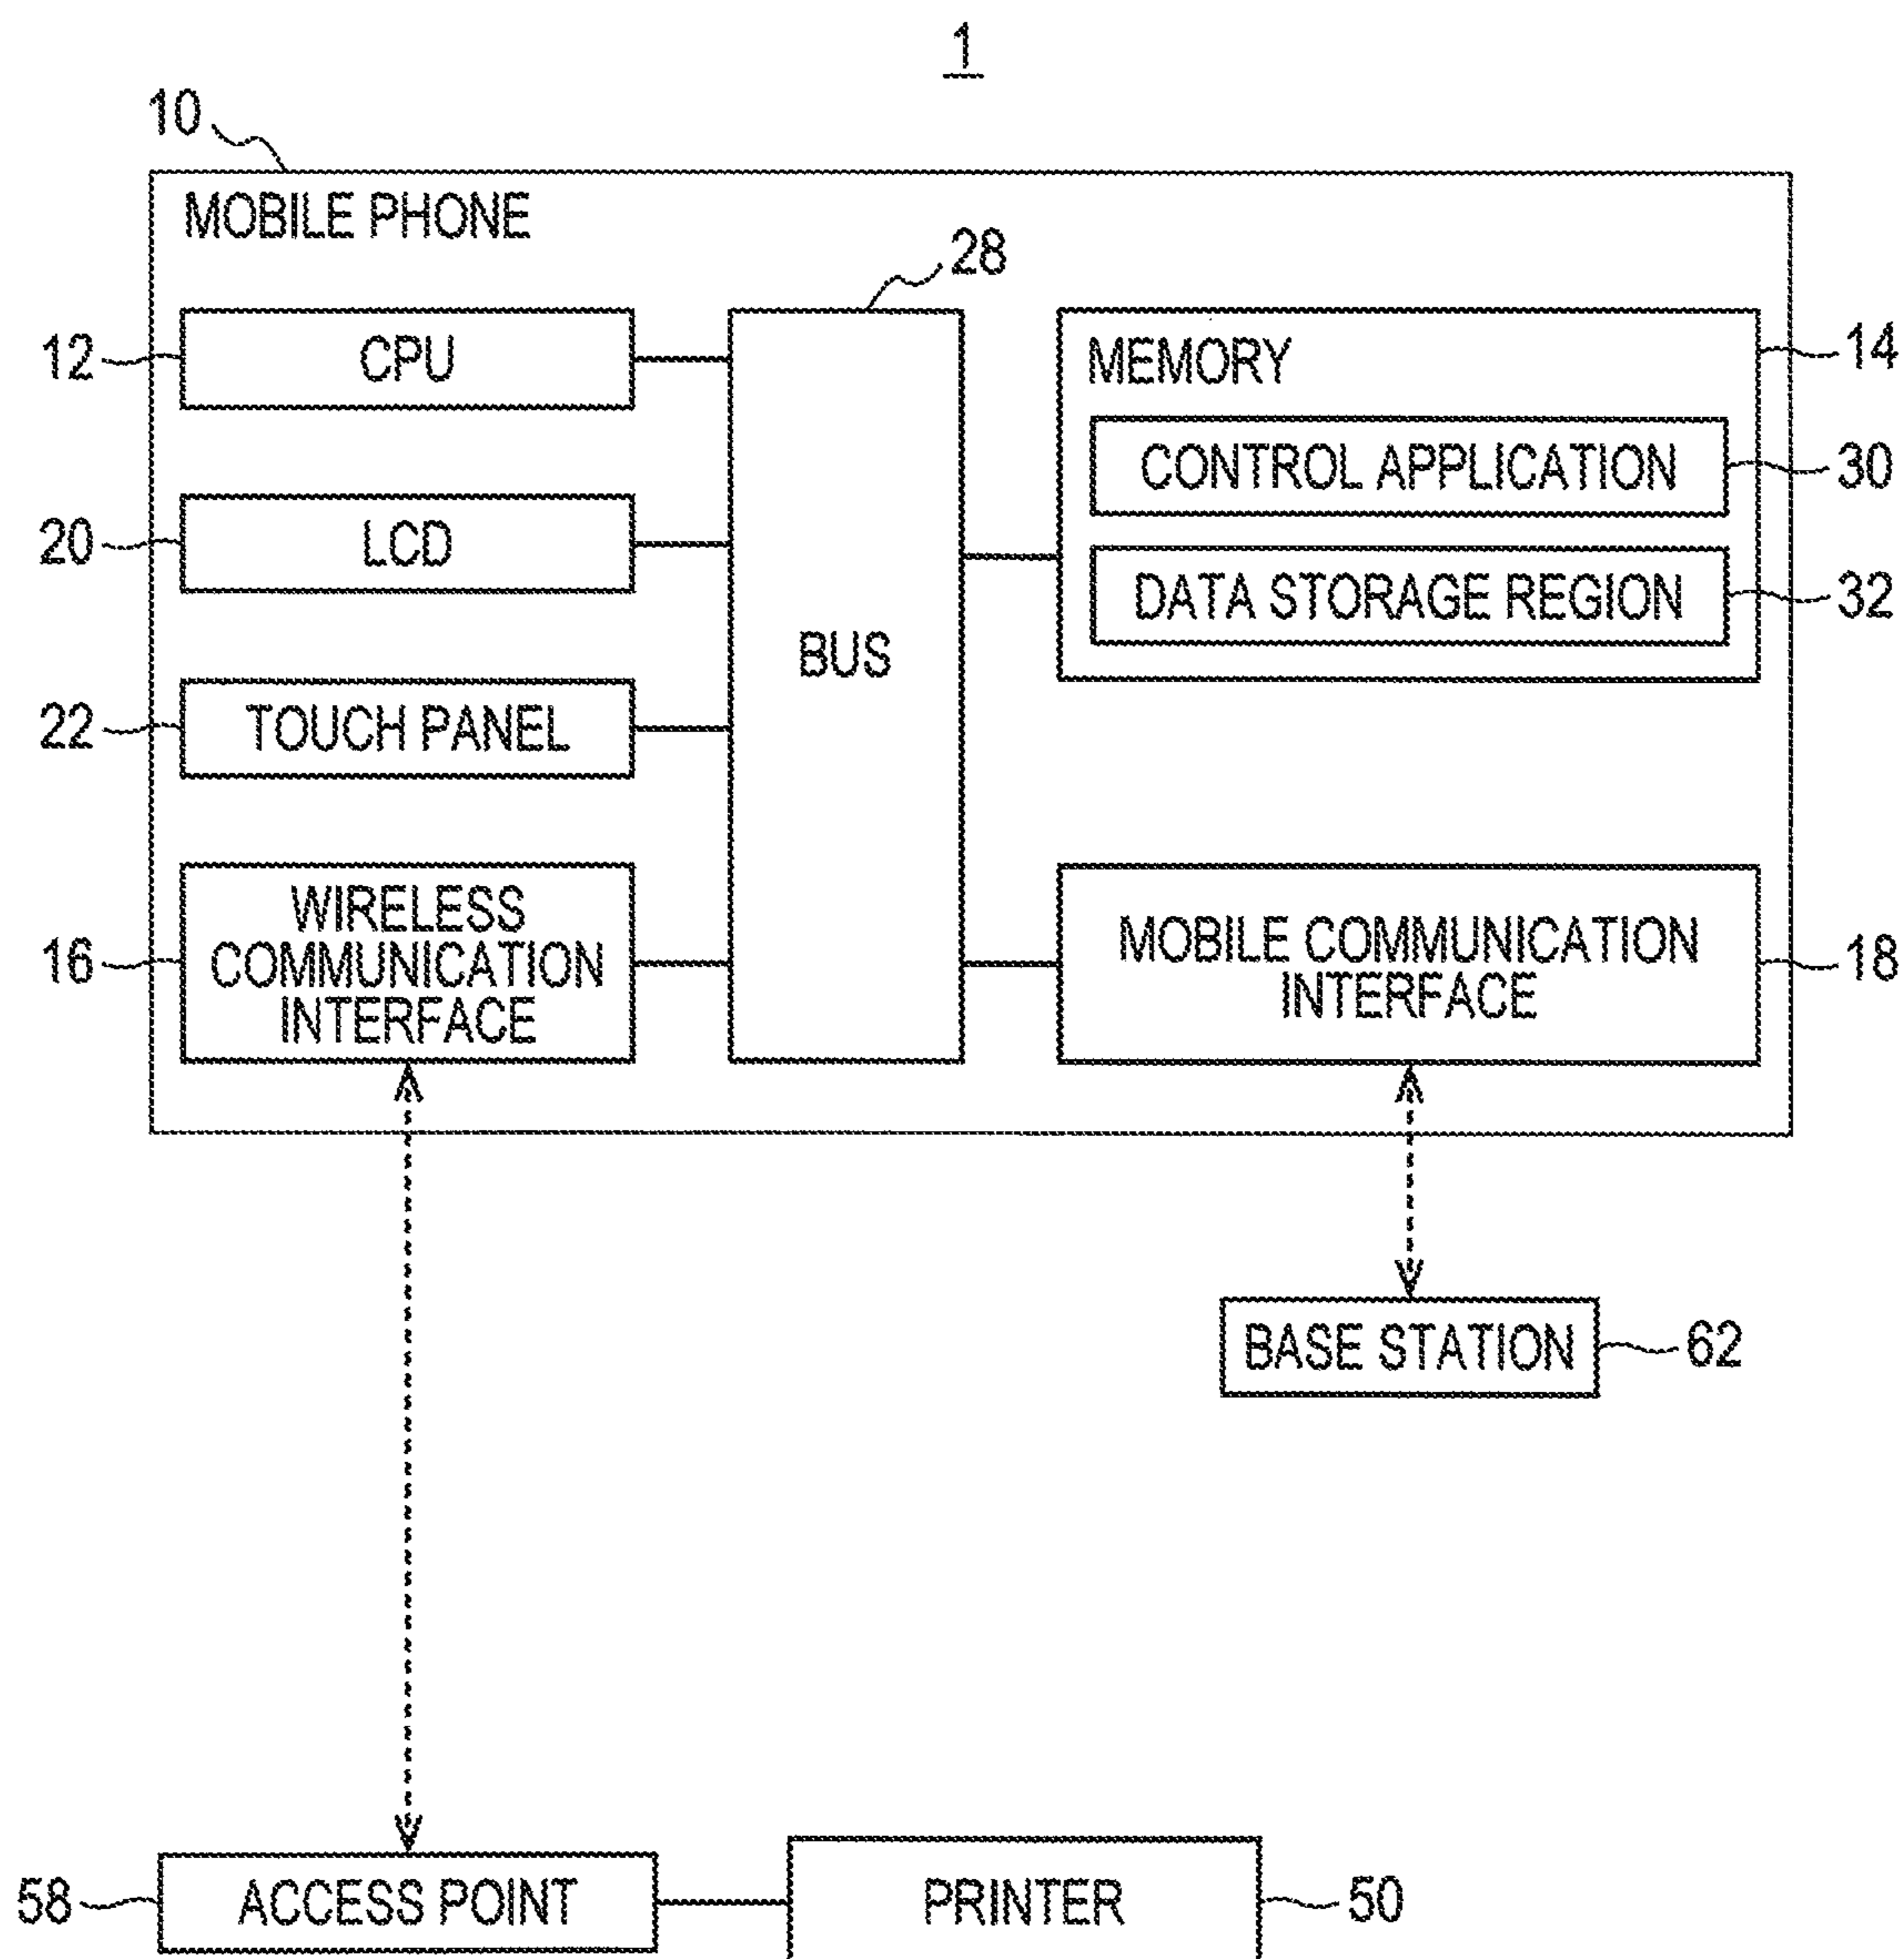 1
10
MOBILE PHONE
28
12
CPU
20
LCD
22
TOUCH PANEL
16
WIRELESS
COMMUNICATION
INTERFACE
BUS
MEMORY
14
CONTROL APPLICATION
30
DATA STORAGE REGION
32
MOBILE COMMUNICATION
INTERFACE
18
BASE STATION
62
58
ACCESS POINT
PRINTER
50